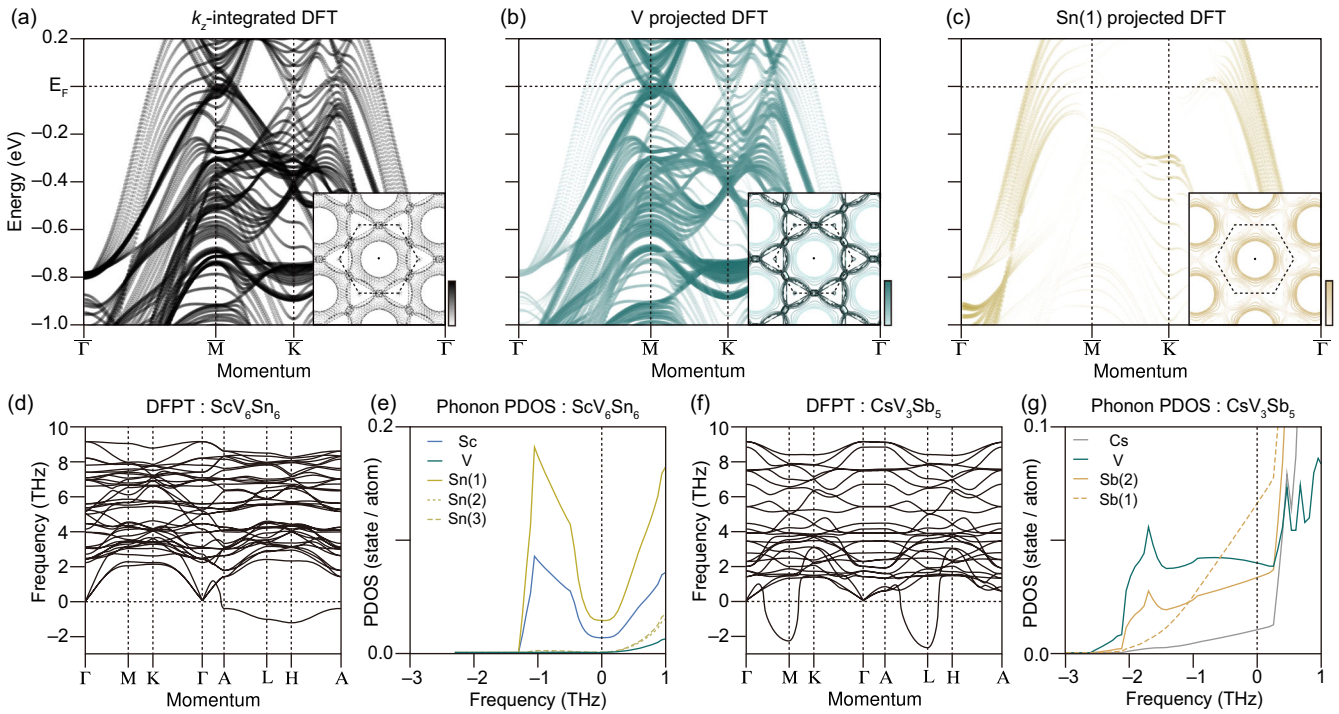 (a) k_z-integrated DFT
(b) V projected DFT
(c) Sn(1) projected DFT
Energy (eV)
0.2
E_F
−0.2
−0.4
−0.6
−0.8
−1.0
Γ̅ M̅ K̅ Γ̅
Momentum
Γ̅ M̅ K̅ Γ̅
Momentum
Γ̅ M̅ K̅ Γ̅
Momentum
(d) DFPT : ScV₆Sn₆
Frequency (THz)
10
8
6
4
2
0
−2
Γ M K Γ A L H A
Momentum
(e) Phonon PDOS : ScV₆Sn₆
PDOS (state / atom)
0.2
0.0
Sc
V
Sn(1)
Sn(2)
Sn(3)
−3 −2 −1 0 1
Frequency (THz)
(f) DFPT : CsV₃Sb₅
Frequency (THz)
10
8
6
4
2
0
−2
Γ M K Γ A L H A
Momentum
(g) Phonon PDOS : CsV₃Sb₅
PDOS (state / atom)
0.1
0.0
Cs
V
Sb(2)
Sb(1)
−3 −2 −1 0 1
Frequency (THz)